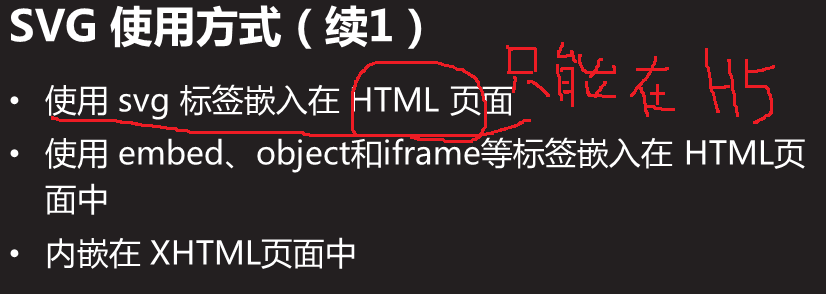 SVG 使用方式（续1）
• 使用 svg 标签嵌入在 HTML 页面
只能在 H5
• 使用 embed、object和iframe等标签嵌入在 HTML页
面中
• 内嵌在 XHTML页面中